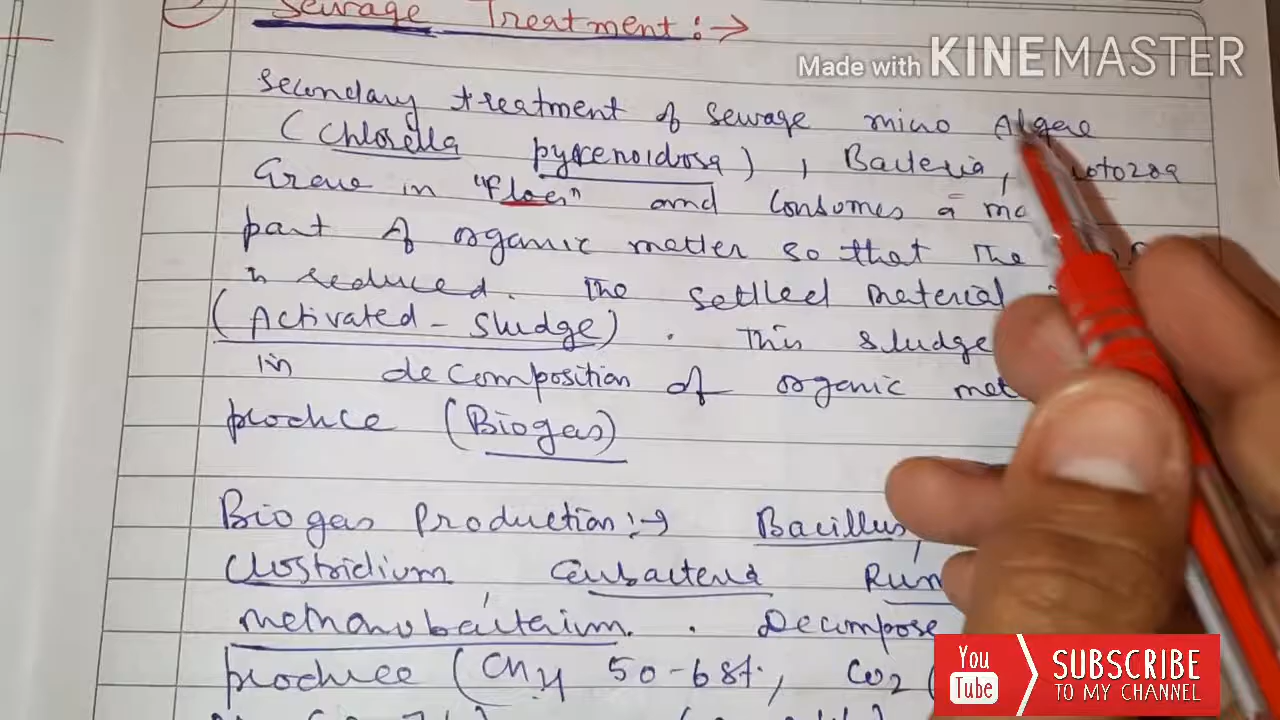 Sewage Treatment :→
Made with KINEMASTER
Secondary treatment of sewage micro Algae
(Chlorella pyrenoidosa), Bacteria,
Grow in "Flocs" and Consumes a
part of organic matter so that The
is reduced. The settled material
(Activated - Sludge). This sludge
in decomposition of organic
produce (Biogas)
Biogas Production :→ Bacillus,
Clostridium, Eubacteria
methanobacterium. Decompose
produce (CH4 50-68%, CO2
You Tube SUBSCRIBE
TO MY CHANNEL